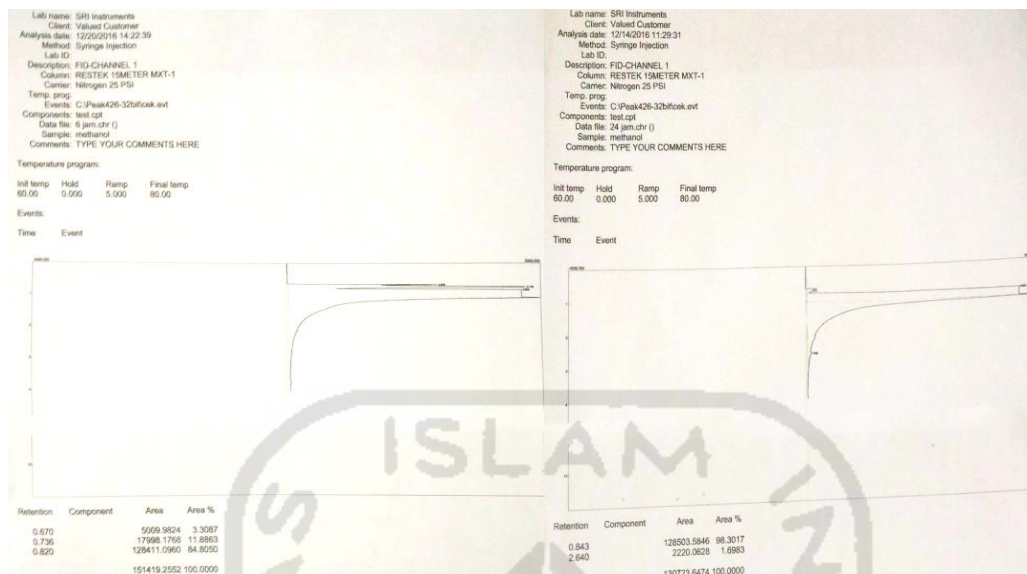 Lab name: SRI Instruments
Client: Valued Customer
Analysis date: 12/20/2016 14:22:39
Method: Syringe Injection
Lab ID:
Description: FID-CHANNEL 1
Column: RESTEK 15METER MXT-1
Carrier: Nitrogen 25 PSI
Temp. prog:
Events: C:\Peak426-32bit\cek.evt
Components: test.cpt
Data file: 6 jam.chr ()
Sample: methanol
Comments: TYPE YOUR COMMENTS HERE
Temperature program:
Init temp Hold Ramp Final temp
60.00 0.000 5.000 80.00
Events:
Time Event
Retention Component Area Area %
0.670 5009.9824 3.3087
0.736 17998.1768 11.8863
0.820 128411.0960 84.8050
151419.2552 100.0000
Lab name: SRI Instruments
Client: Valued Customer
Analysis date: 12/14/2016 11:29:31
Method: Syringe Injection
Lab ID:
Description: FID-CHANNEL 1
Column: RESTEK 15METER MXT-1
Carrier: Nitrogen 25 PSI
Temp. prog:
Events: C:\Peak426-32bit\cek.evt
Components: test.cpt
Data file: 24 jam.chr ()
Sample: methanol
Comments: TYPE YOUR COMMENTS HERE
Temperature program:
Init temp Hold Ramp Final temp
60.00 0.000 5.000 80.00
Events:
Time Event
Retention Component Area Area %
0.843 128503.5846 98.3017
2.640 2220.0628 1.6983
130723.6474 100.0000
ISLAM